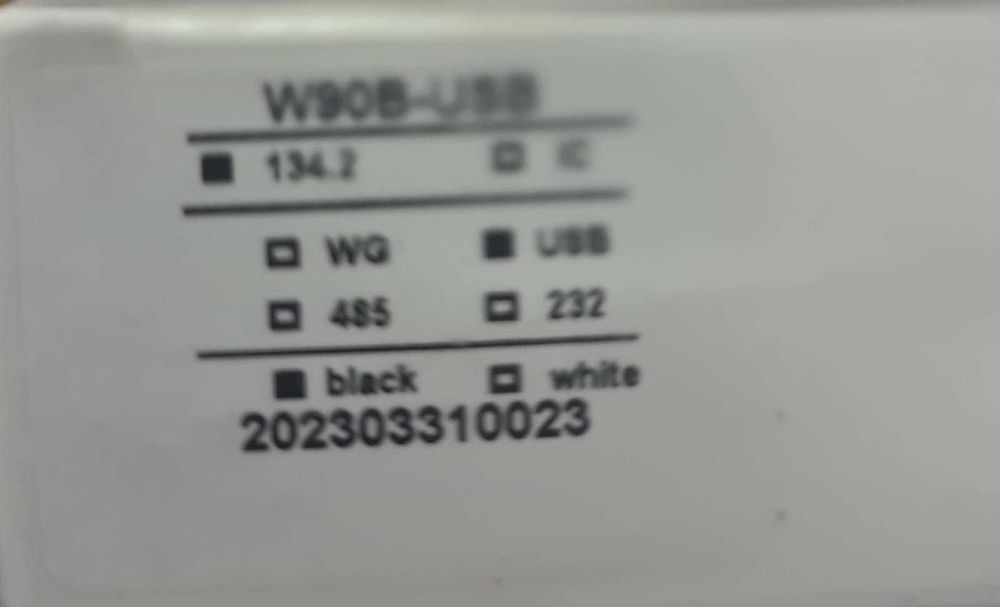 W90B-USB
■ 134.2 □ IC
□ WG ■ USB
□ 485 □ 232
■ black □ white
202303310023